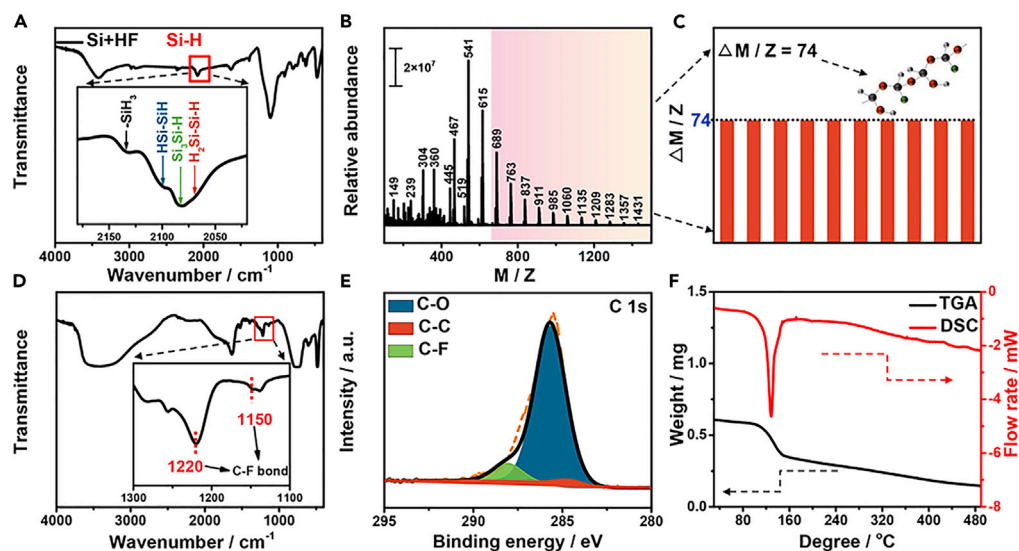 A
Si+HF
Si-H
-SiH3
HSi-SiH
Si3Si-H
H2Si-Si-H
2150
2100
2050
Transmittance
4000
3000
2000
1000
Wavenumber / cm-1
B
2×10^7
541
615
467
689
304
360
445
519
149
239
763
837
911
985
1060
1135
1209
1283
1357
1431
Relative abundance
400
800
1200
M / Z
C
△M / Z = 74
74
△M / Z
D
1150
1220
C-F bond
1300
1200
1100
Transmittance
4000
3000
2000
1000
Wavenumber / cm-1
E
C-O
C-C
C-F
C 1s
Intensity / a.u.
295
290
285
280
Binding energy / eV
F
TGA
DSC
1.5
1.0
0.5
0.0
Weight / mg
0
-2
-4
-6
-8
Flow rate / mW
80
160
240
320
400
480
Degree / °C